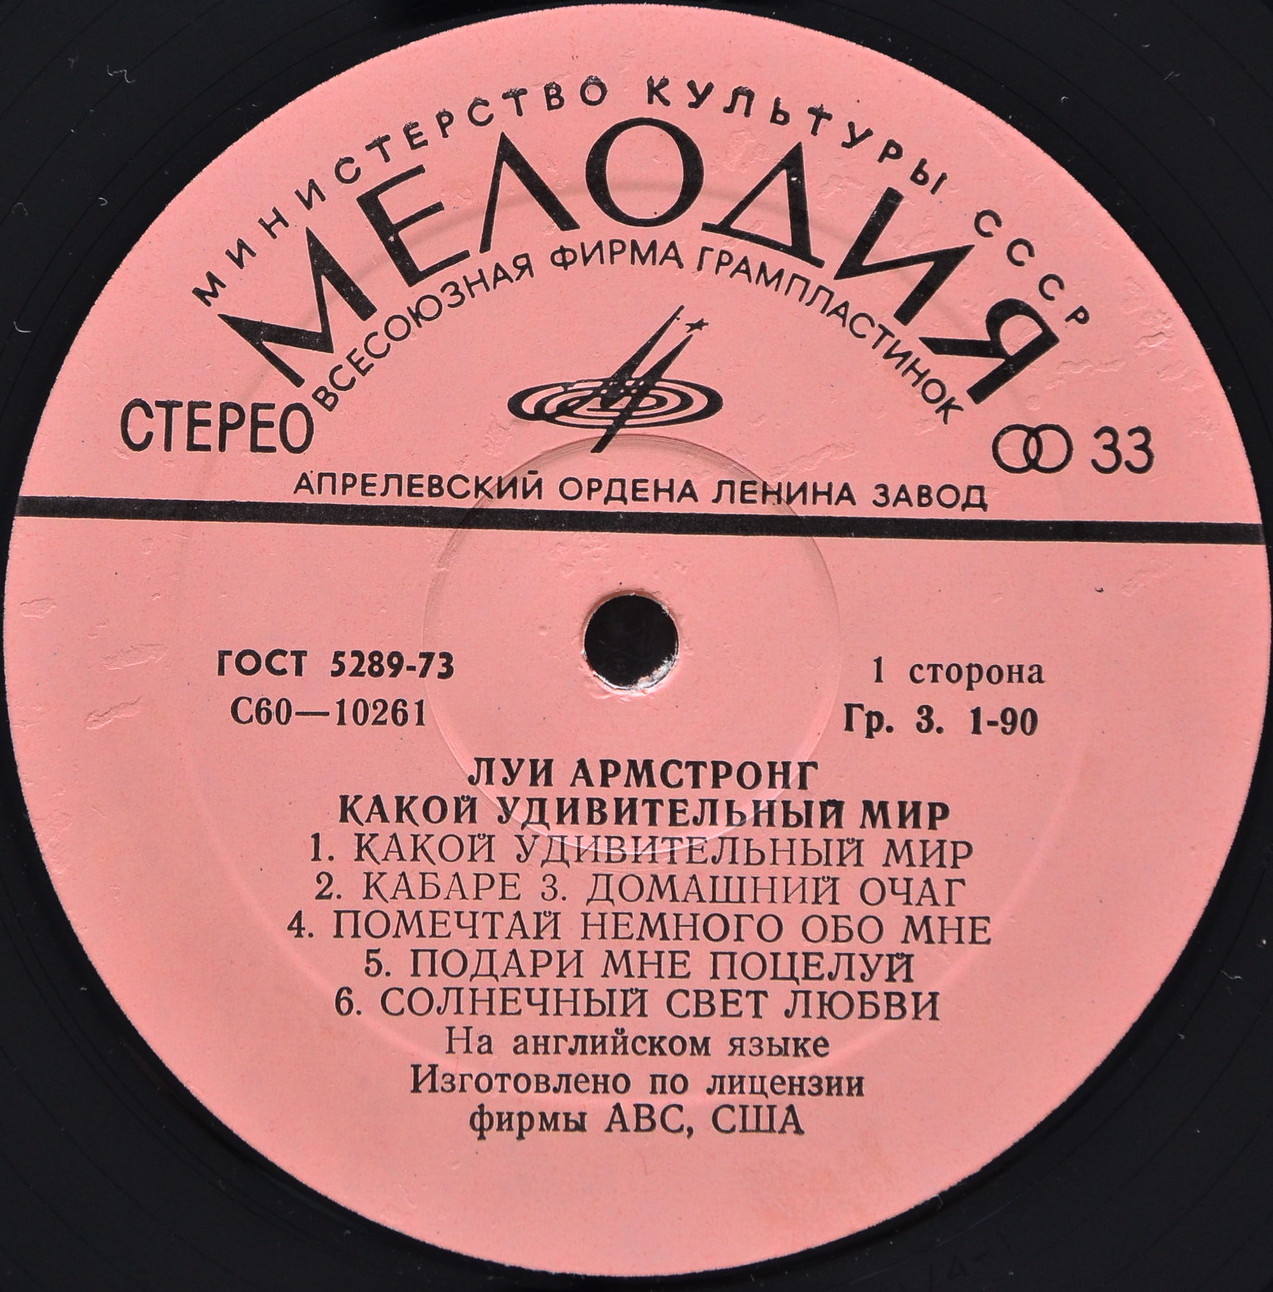 МИНИСТЕРСТВО КУЛЬТУРЫ СССР
МЕЛОДИЯ
ВСЕСОЮЗНАЯ ФИРМА ГРАМПЛАСТИНОК
СТЕРЕО
33
АПРЕЛЕВСКИЙ ОРДЕНА ЛЕНИНА ЗАВОД
ГОСТ 5289-73
1 сторона
С60—10261
Гр. 3. 1-90
ЛУИ АРМСТРОНГ
КАКОЙ УДИВИТЕЛЬНЫЙ МИР
1. КАКОЙ УДИВИТЕЛЬНЫЙ МИР
2. КАБАРЕ 3. ДОМАШНИЙ ОЧАГ
4. ПОМЕЧТАЙ НЕМНОГО ОБО МНЕ
5. ПОДАРИ МНЕ ПОЦЕЛУЙ
6. СОЛНЕЧНЫЙ СВЕТ ЛЮБВИ
На английском языке
Изготовлено по лицензии
фирмы ABC, США